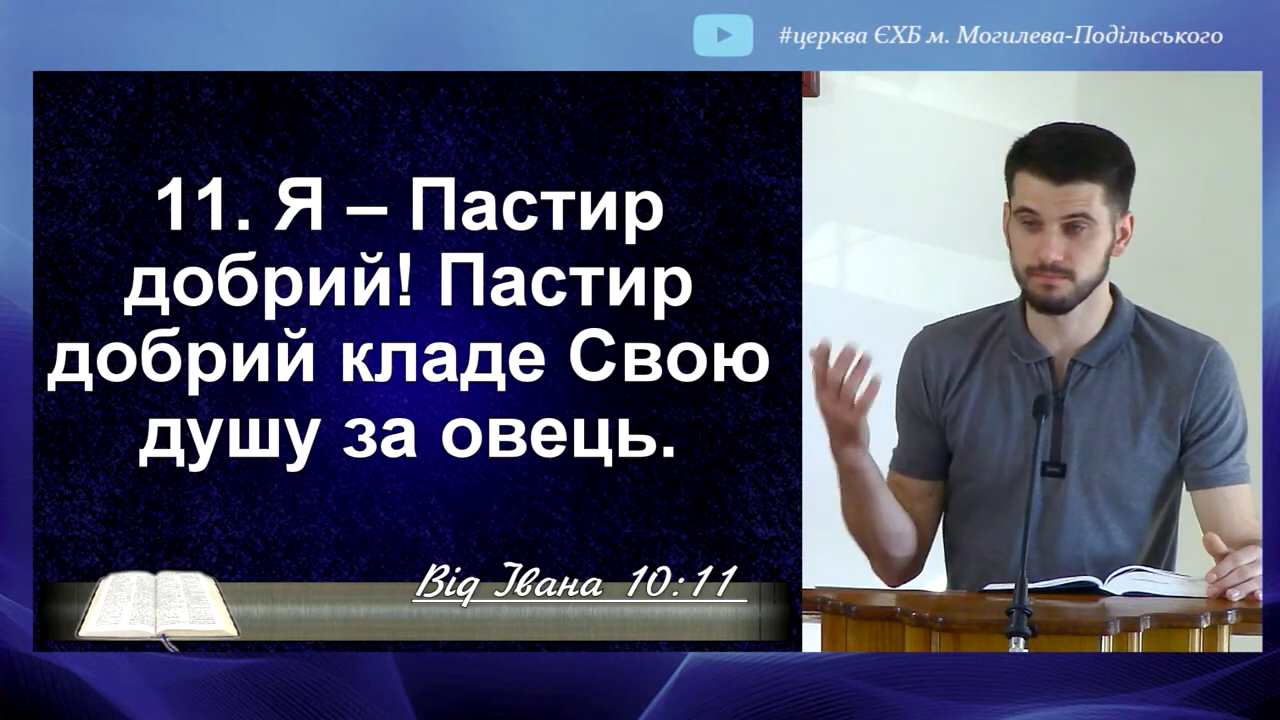 #церква ЄХБ м. Могилева-Подільського
11. Я – Пастир
добрий! Пастир
добрий кладе Свою
душу за овець.
Від Івана 10:11